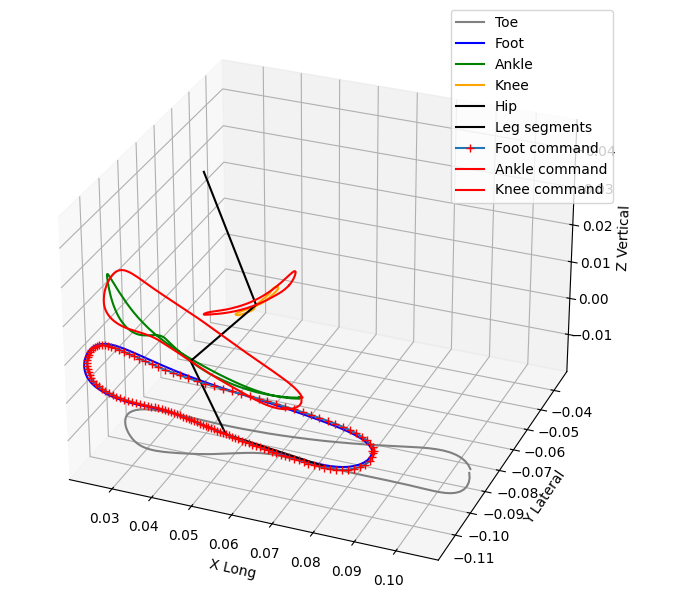 Toe
Foot
Ankle
Knee
Hip
Leg segments
Foot command
Ankle command
Knee command
0.04
0.03
0.02
0.01
0.00
−0.01
Z Vertical
−0.04
−0.05
−0.06
−0.07
−0.08
−0.09
−0.10
−0.11
Y Lateral
0.03
0.04
0.05
0.06
0.07
0.08
0.09
0.10
X Long